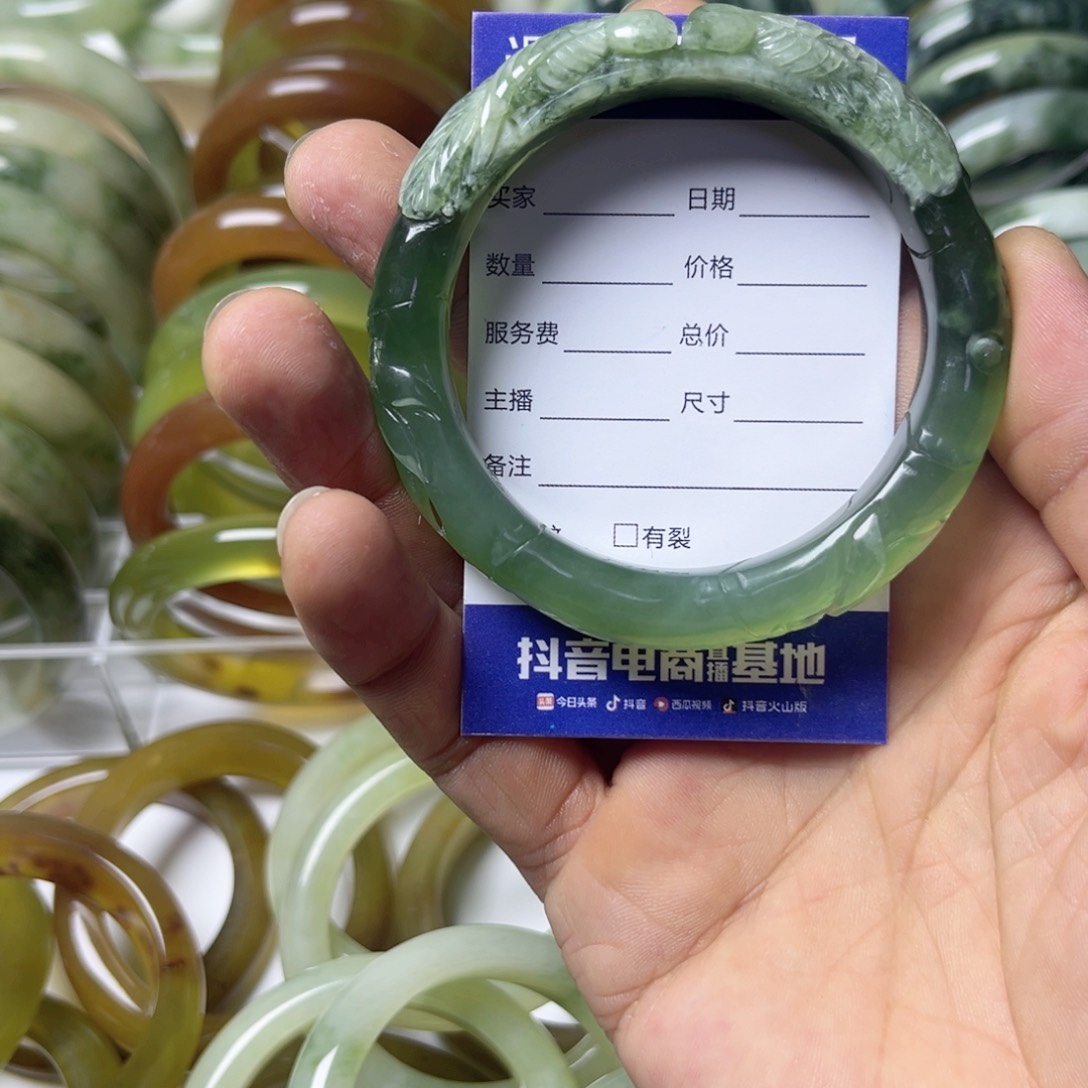 买家 日期
数量 价格
服务费 总价
主播 尺寸
备注
□有裂
抖音电商直播基地
头条 今日头条 抖音 西瓜视频 抖音火山版